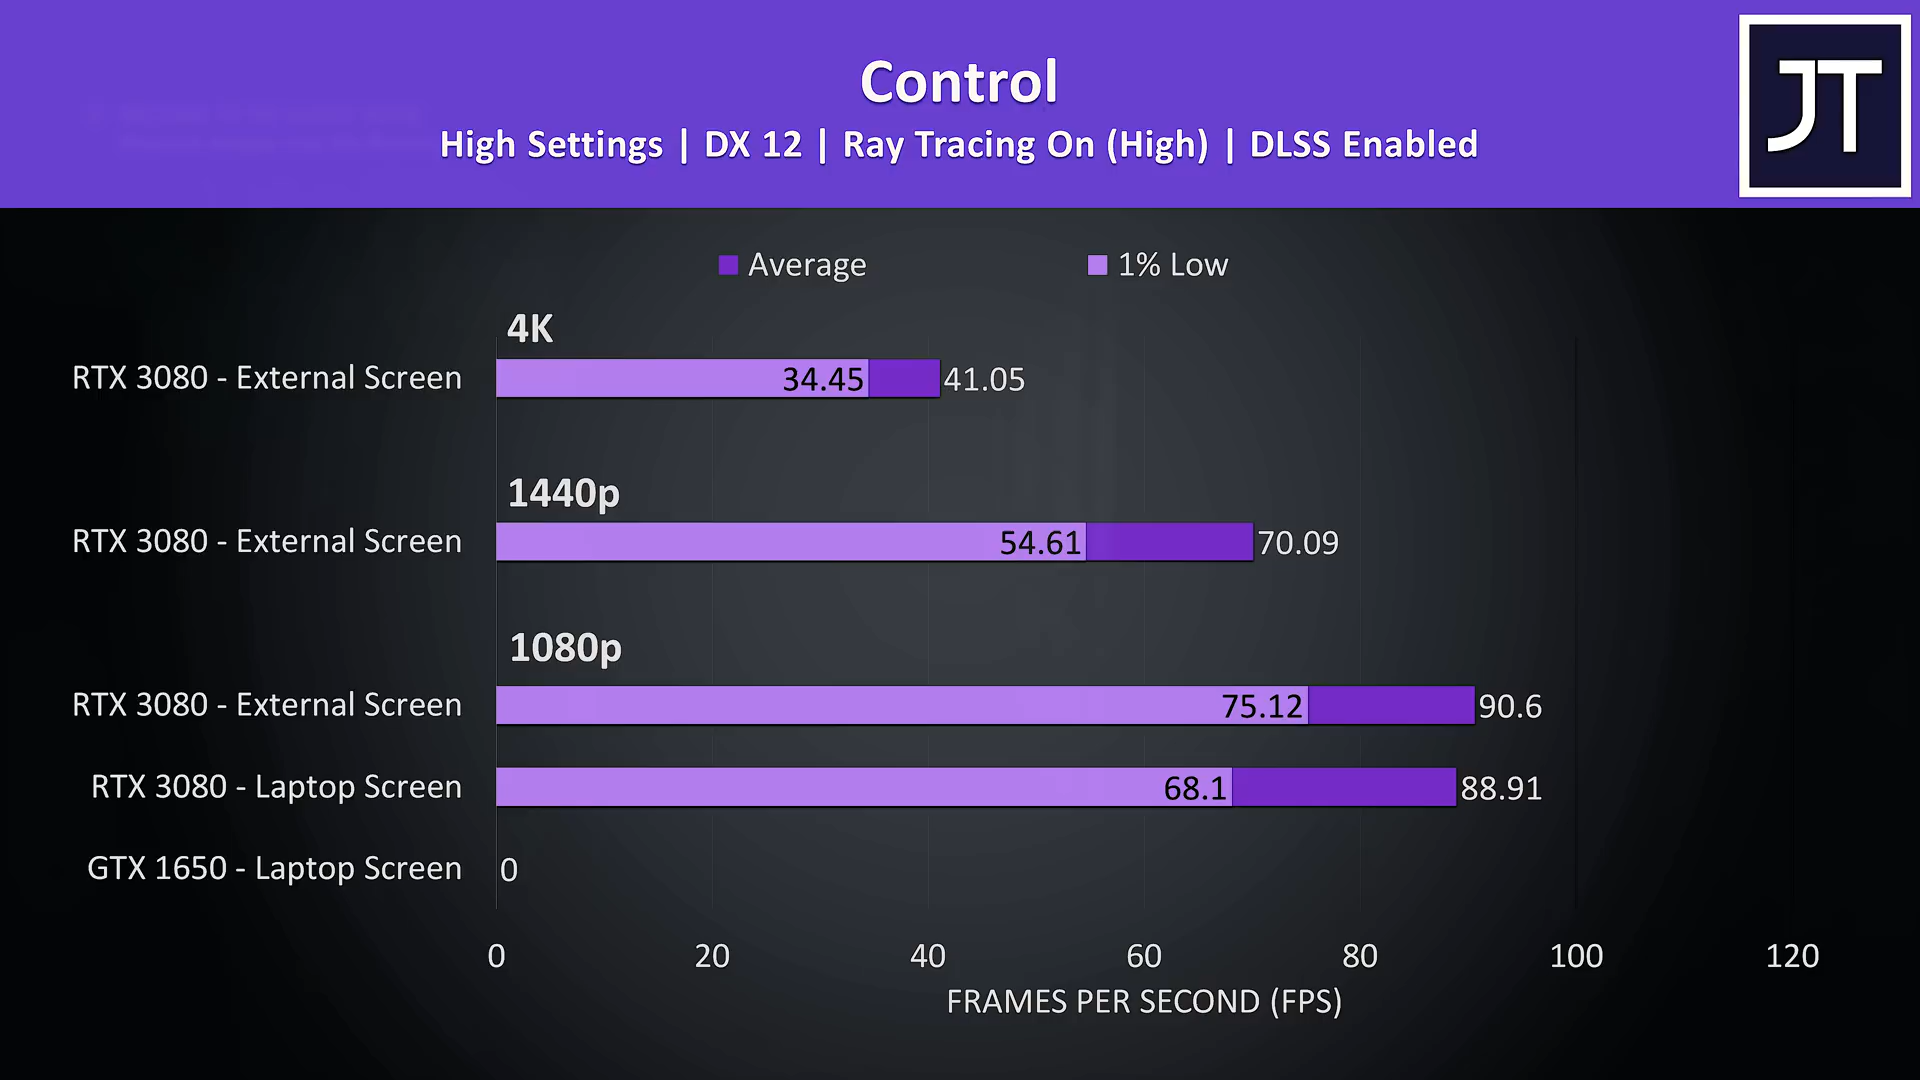 Control
High Settings | DX 12 | Ray Tracing On (High) | DLSS Enabled
JT
Average
1% Low
4K
RTX 3080 - External Screen
34.45
41.05
1440p
RTX 3080 - External Screen
54.61
70.09
1080p
RTX 3080 - External Screen
75.12
90.6
RTX 3080 - Laptop Screen
68.1
88.91
GTX 1650 - Laptop Screen
0
0 20 40 60 80 100 120
FRAMES PER SECOND (FPS)